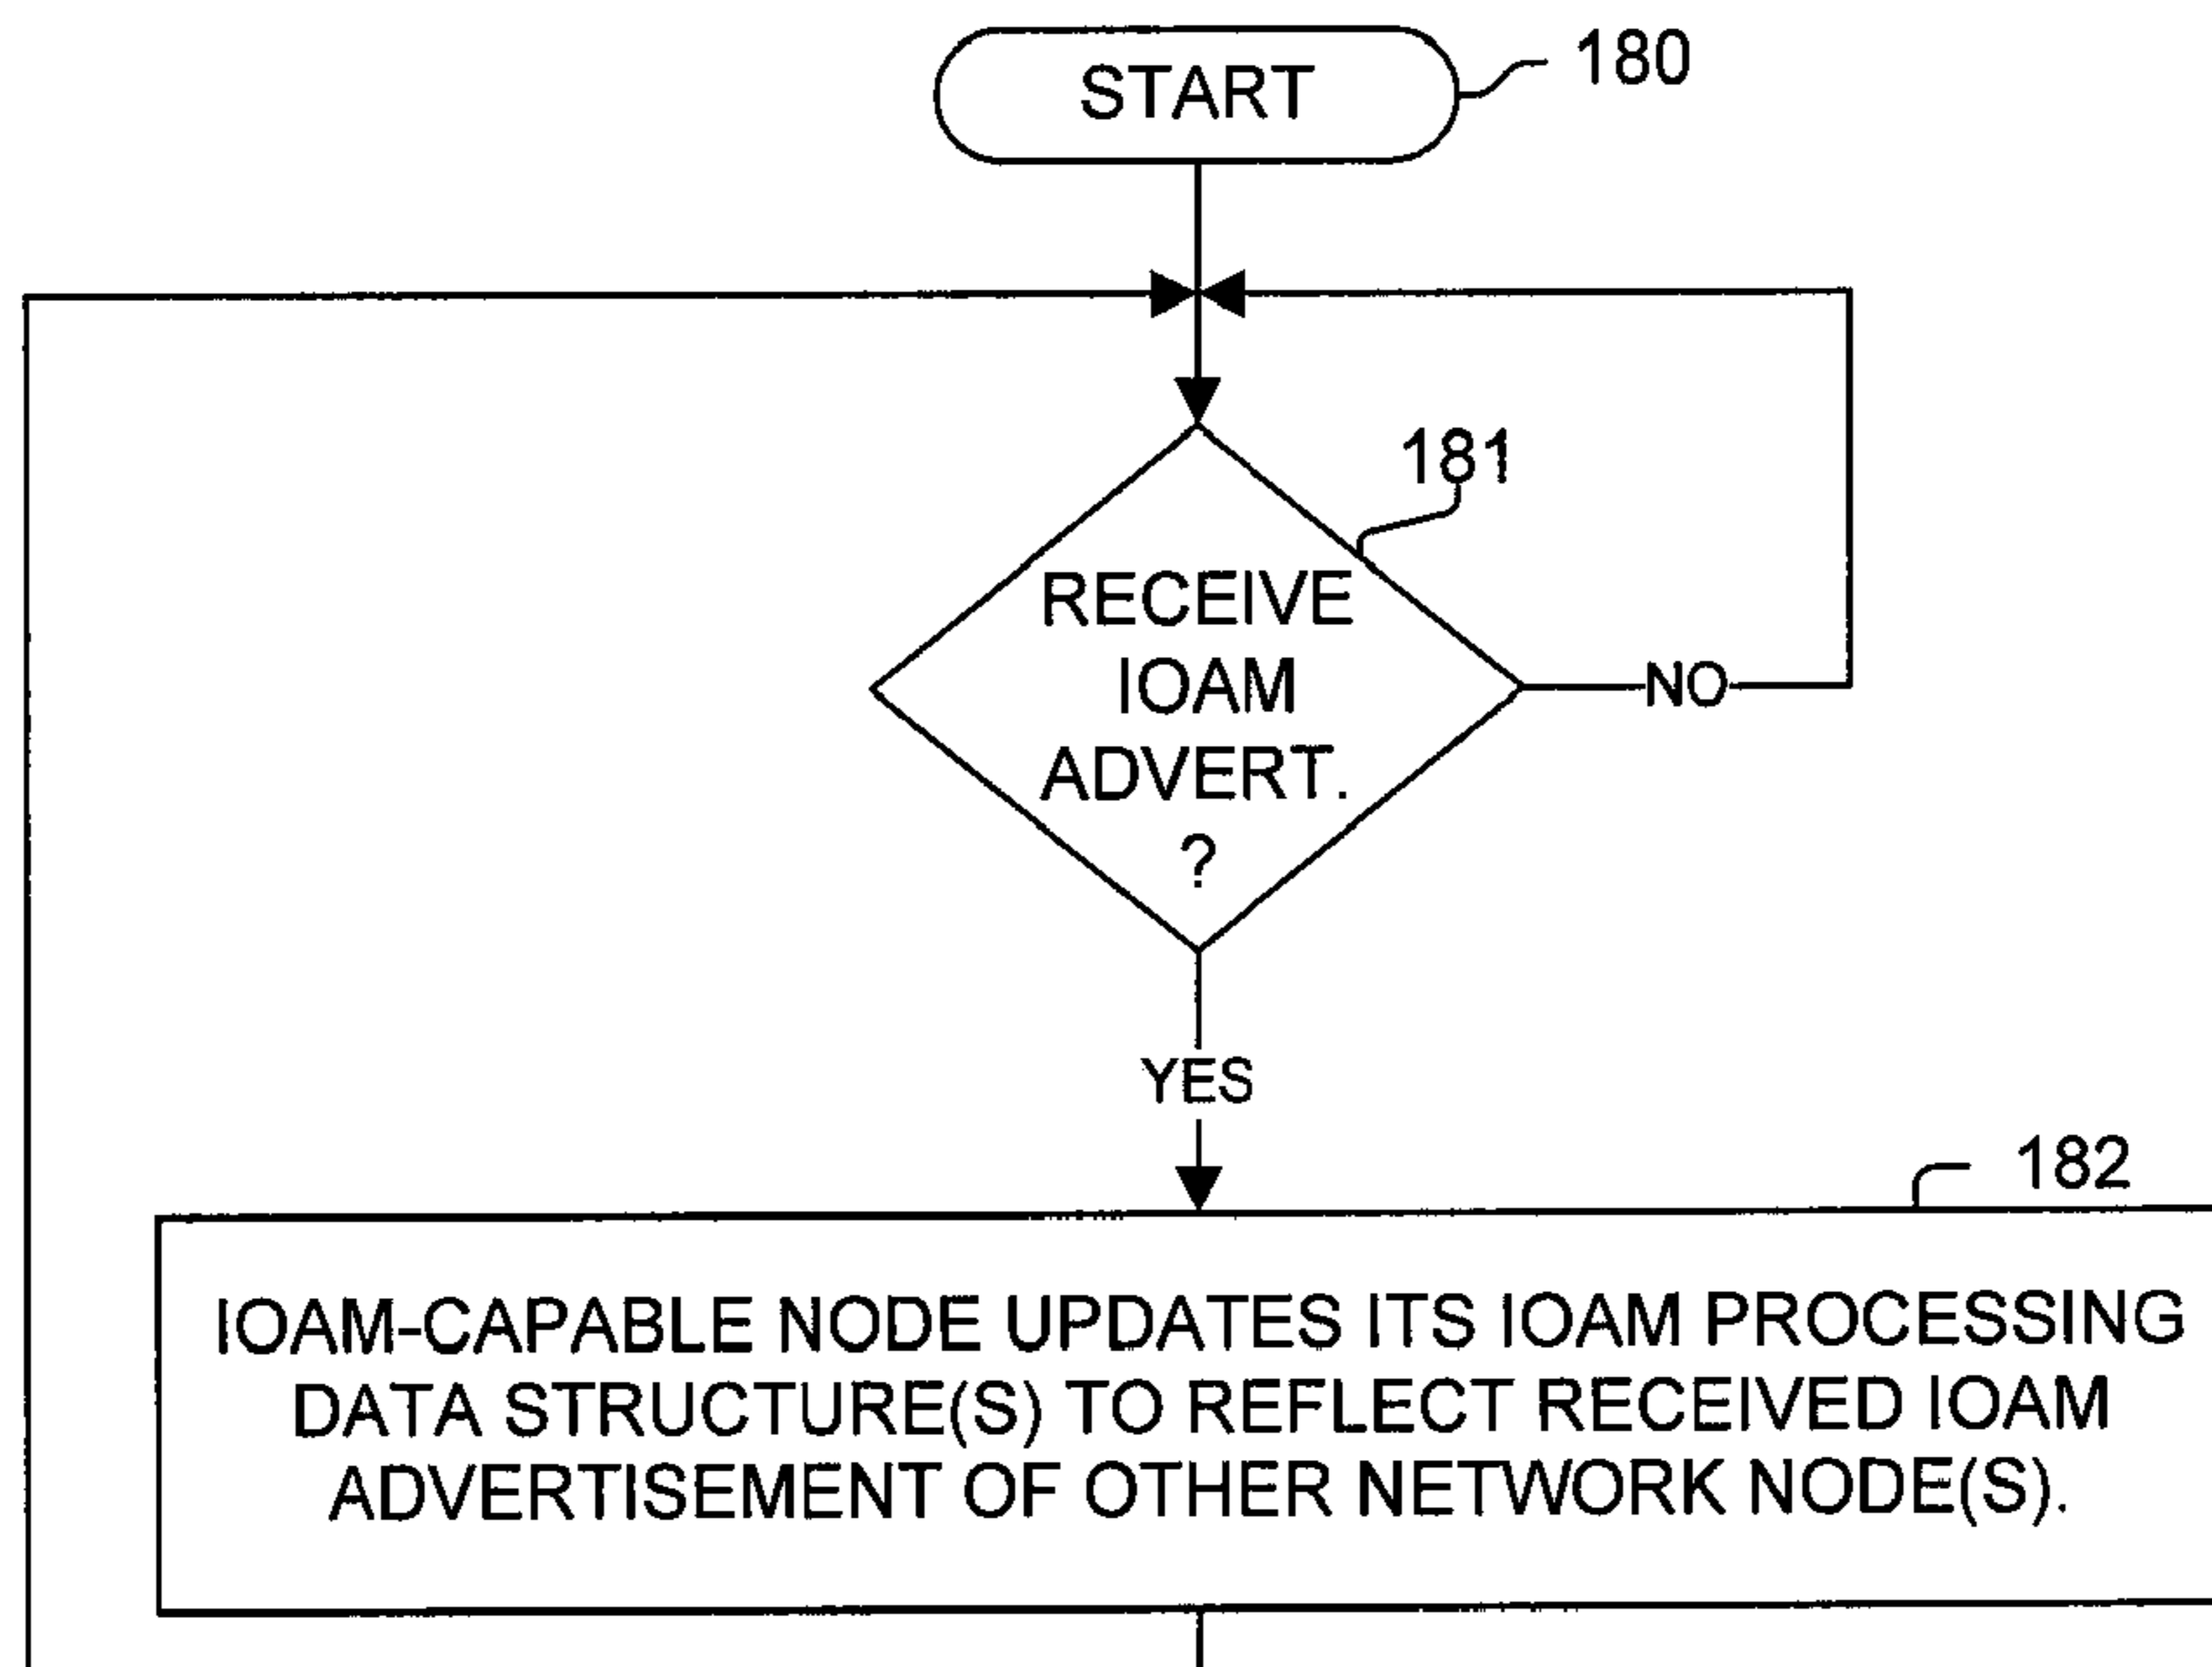 START
180
181
RECEIVE
IOAM
ADVERT.
?
NO
YES
182
IOAM-CAPABLE NODE UPDATES ITS IOAM PROCESSING
DATA STRUCTURE(S) TO REFLECT RECEIVED IOAM
ADVERTISEMENT OF OTHER NETWORK NODE(S).